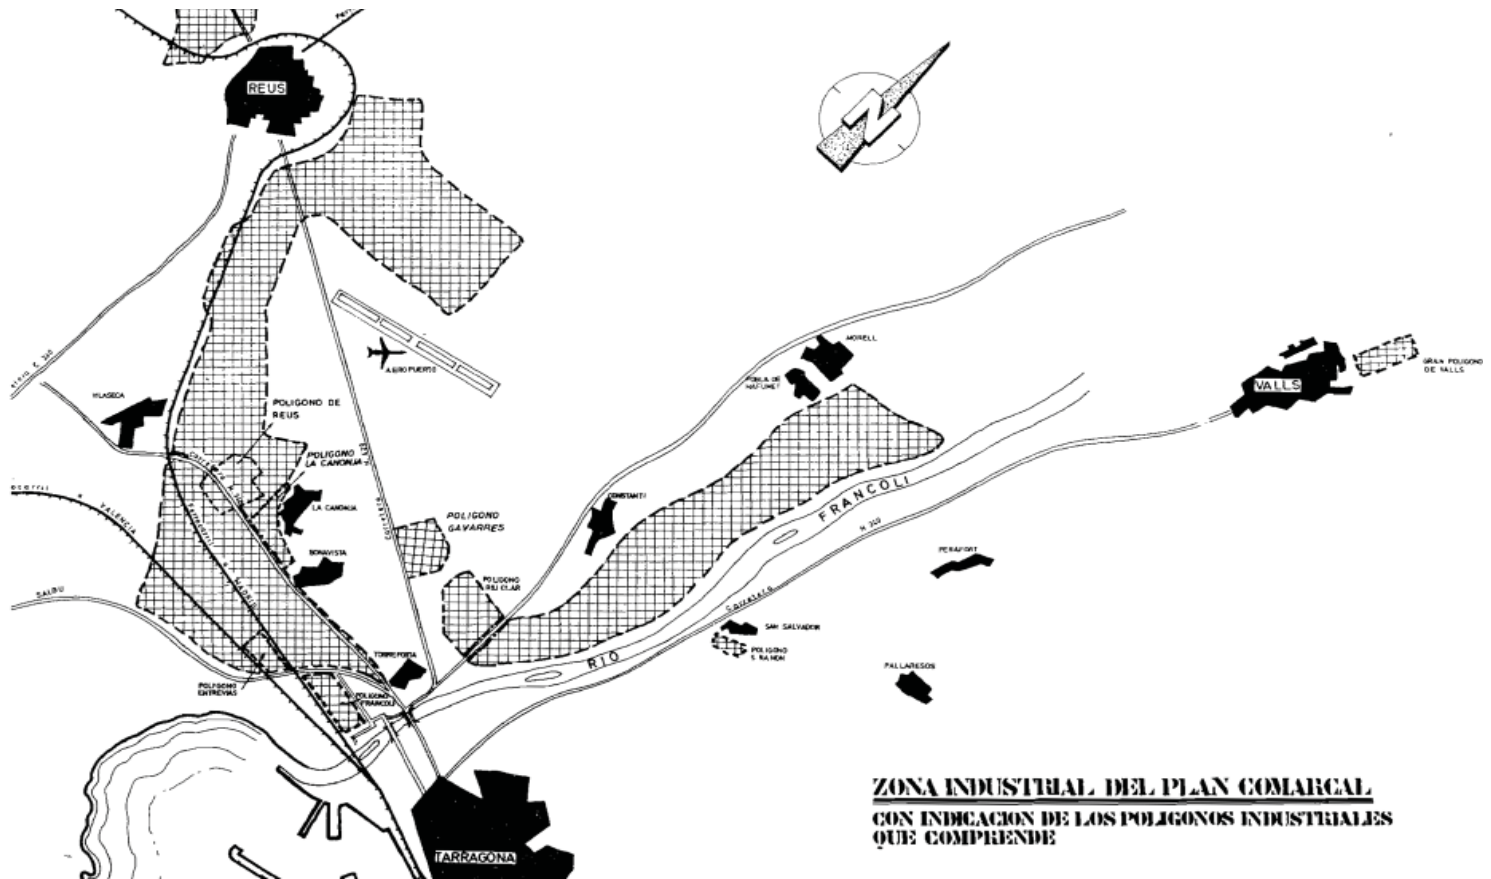 REUS
N
MORELL
POBLA DE
MAFUMET
VALLS
GRAN POLIGONO
DE VALLS
AEROPUERTO
VILASECA
POLIGONO DE
REUS
POLIGONO
LA CANONJA
LA CANONJA
POLIGONO
GAVARRES
CONSTANTI
RIO FRANCOLI
N 240
Carretera
PERAFORT
BONAVISTA
POLIGONO
RIU CLAR
VALENCIA
Ferrocarril a MADRID
SALOU
SAN SALVADOR
POLIGONO
S. RAMON
PALLARESOS
TORREFORTA
POLIGONO
ENTREVIAS
POLIGONO
FRANCOLI
TARRAGONA
ZONA INDUSTRIAL DEL PLAN COMARCAL
CON INDICACION DE LOS POLIGONOS INDUSTRIALES
QUE COMPRENDE